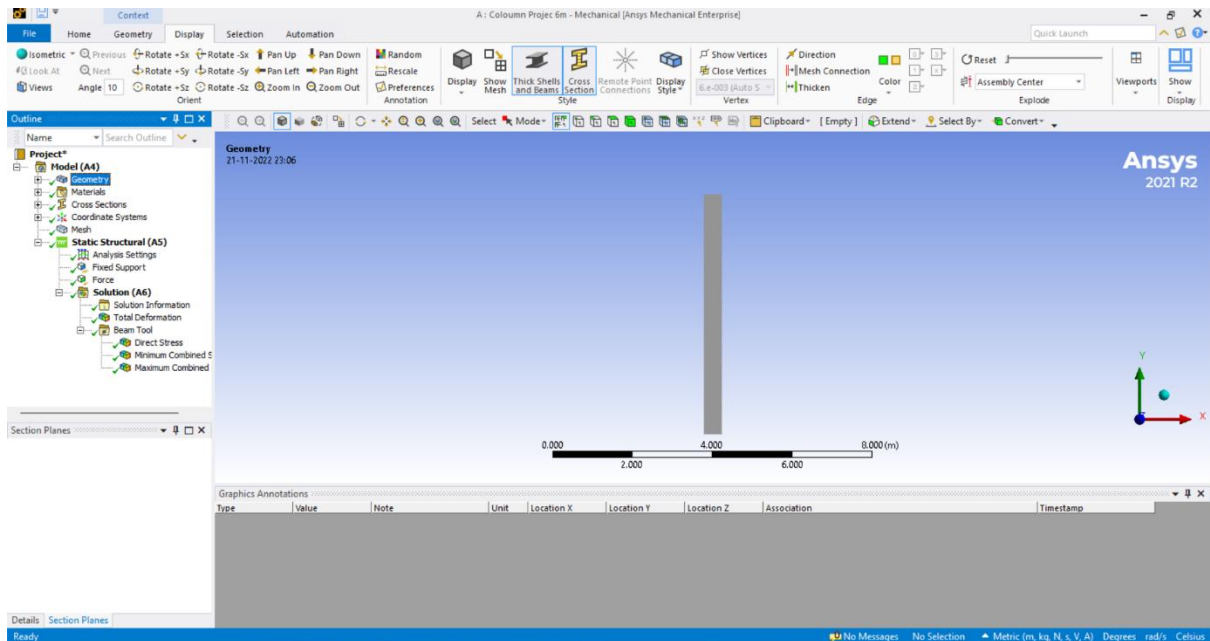 Context
A : Coloumn Projec 6m - Mechanical [Ansys Mechanical Enterprise]
File Home Geometry Display Selection Automation Quick Launch
Isometric Previous Rotate +Sx Rotate -Sx Pan Up Pan Down Random Show Vertices Direction Reset
Look At Next Rotate +Sy Rotate -Sy Pan Left Pan Right Rescale Close Vertices Mesh Connection Assembly Center
Views Angle 10 Rotate +Sz Rotate -Sz Zoom In Zoom Out Preferences 6.e-003 (Auto S Thicken
Display Show Mesh Thick Shells and Beams Cross Section Remote Point Connections Display Style Color Viewports Show
Orient Annotation Style Vertex Edge Explode Display
Outline
Select Mode Clipboard [Empty] Extend Select By Convert
Name Search Outline
Project*
Model (A4)
Geometry
Materials
Cross Sections
Coordinate Systems
Mesh
Static Structural (A5)
Analysis Settings
Fixed Support
Force
Solution (A6)
Solution Information
Total Deformation
Beam Tool
Direct Stress
Minimum Combined S
Maximum Combined
Geometry
21-11-2022 23:06
Ansys
2021 R2
Y
X
0.000 4.000 8.000 (m)
2.000 6.000
Section Planes
Graphics Annotations
Type Value Note Unit Location X Location Y Location Z Association Timestamp
Details Section Planes
Ready No Messages No Selection Metric (m, kg, N, s, V, A) Degrees rad/s Celsius